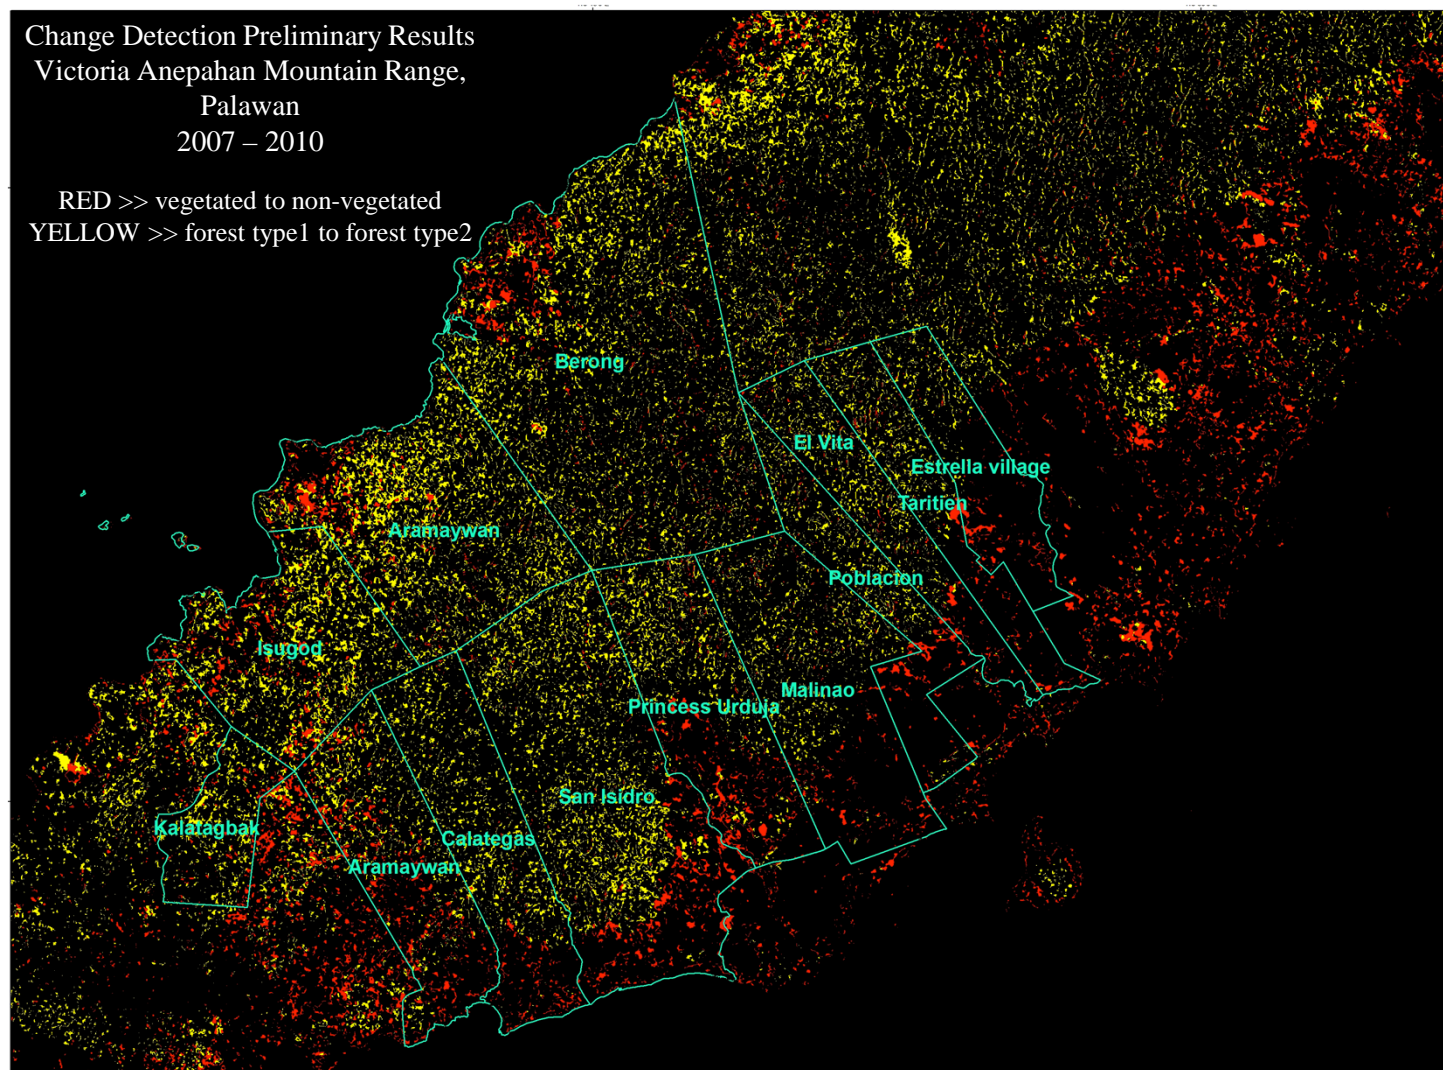 Change Detection Preliminary Results
Victoria Anepahan Mountain Range,
Palawan
2007 – 2010
RED >> vegetated to non-vegetated
YELLOW >> forest type1 to forest type2
Berong
El Vita
Estrella village
Taritien
Aramaywan
Poblacion
Isugod
Malinao
Princess Urduja
San Isidro
Kalatagbak
Calategas
Aramaywan